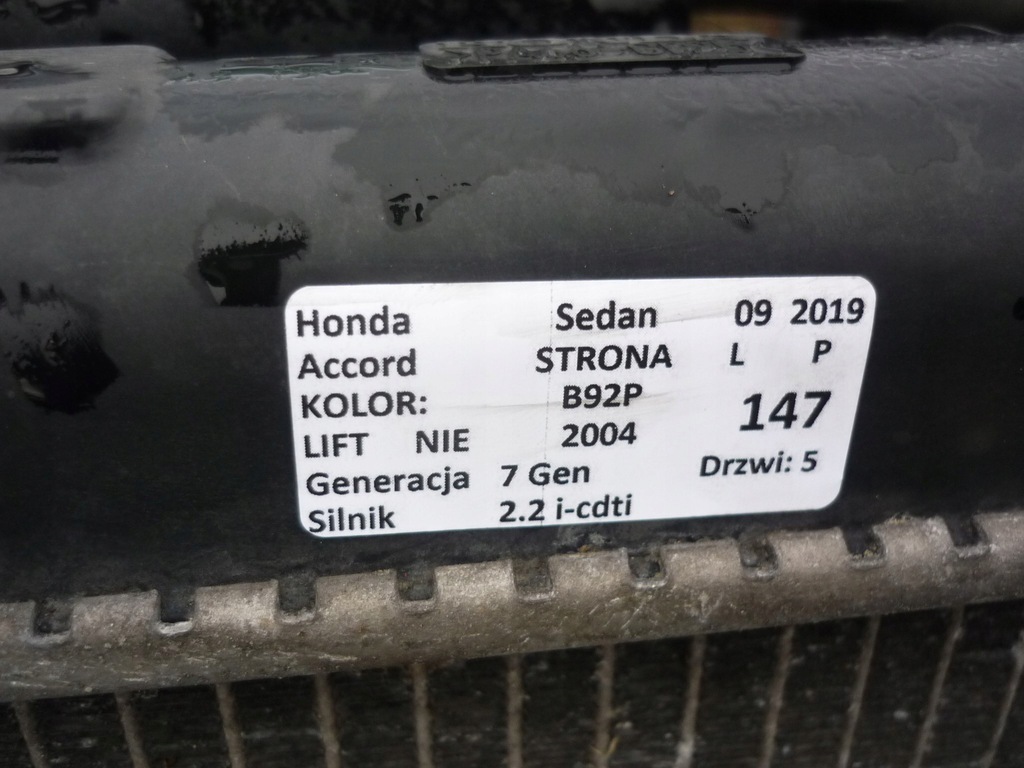 Honda Sedan 09 2019
Accord STRONA L P
KOLOR: B92P 147
LIFT NIE 2004
Generacja 7 Gen Drzwi: 5
Silnik 2.2 i-cdti